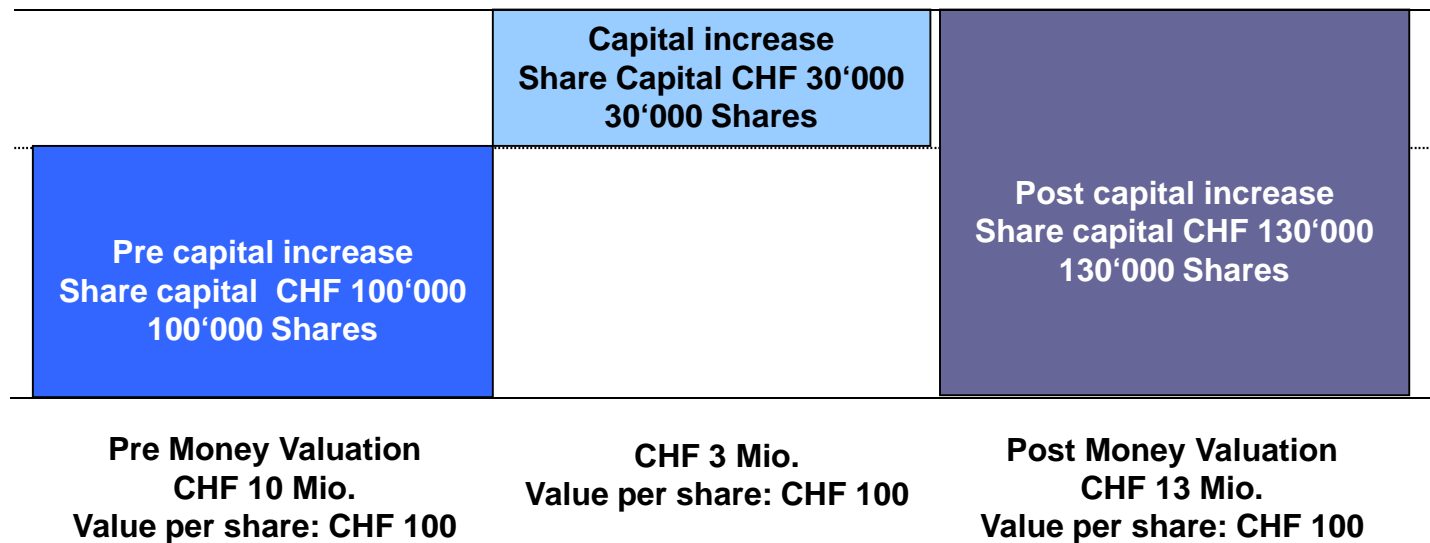 Capital increase
Share Capital CHF 30‘000
30‘000 Shares
Pre capital increase
Share capital  CHF 100‘000
100‘000 Shares
Post capital increase
Share capital CHF 130‘000
130‘000 Shares
Pre Money Valuation
CHF 10 Mio.
Value per share: CHF 100
CHF 3 Mio.
Value per share: CHF 100
Post Money Valuation
CHF 13 Mio.
Value per share: CHF 100